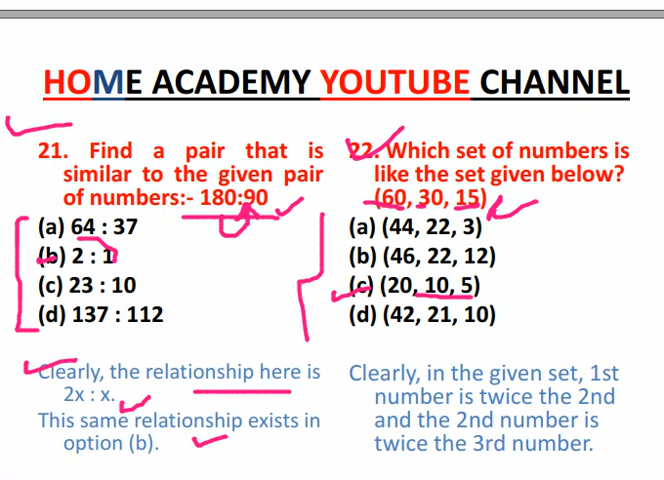 HOME ACADEMY YOUTUBE CHANNEL
21. Find a pair that is
similar to the given pair
of numbers:- 180:90
(a) 64 : 37
(b) 2 : 1
(c) 23 : 10
(d) 137 : 112
Clearly, the relationship here is
2x : x.
This same relationship exists in
option (b).
22. Which set of numbers is
like the set given below?
(60, 30, 15)
(a) (44, 22, 3)
(b) (46, 22, 12)
(c) (20, 10, 5)
(d) (42, 21, 10)
Clearly, in the given set, 1st
number is twice the 2nd
and the 2nd number is
twice the 3rd number.